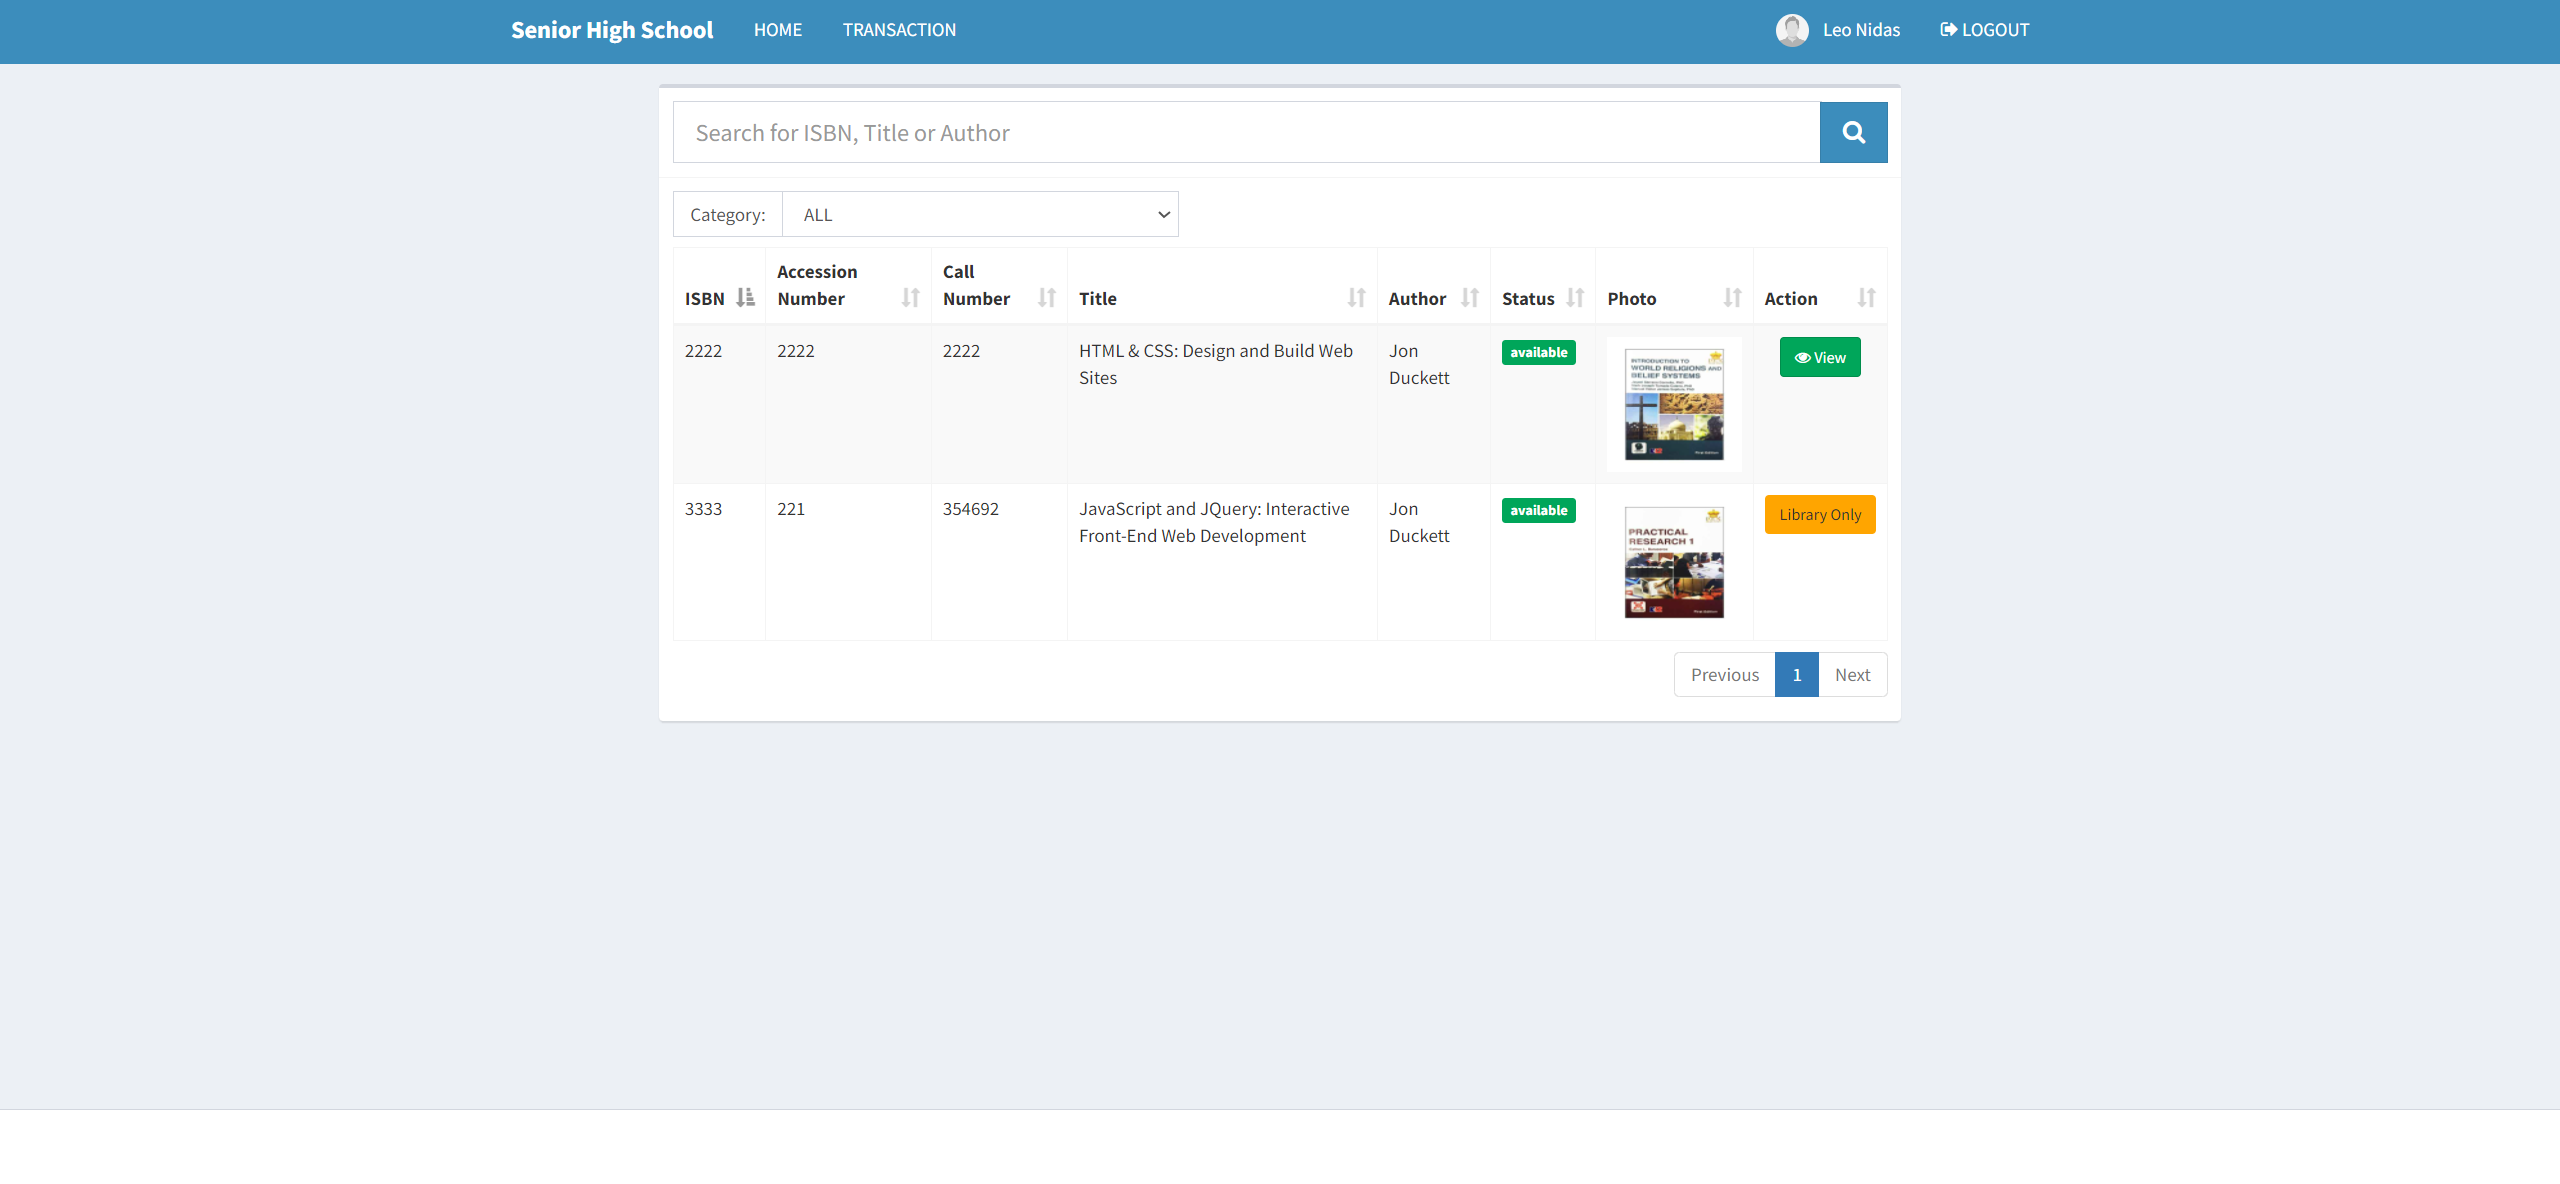 Senior High School HOME TRANSACTION Leo Nidas LOGOUT
Search for ISBN, Title or Author
Category: ALL
Accession Call
ISBN Number Number Title Author Status Photo Action
2222 2222 2222 HTML & CSS: Design and Build Web Jon available View
Sites Duckett
INTRODUCTION TO
WORLD RELIGIONS AND
BELIEF SYSTEMS
3333 221 354692 JavaScript and JQuery: Interactive Jon available Library Only
Front-End Web Development Duckett
PRACTICAL
RESEARCH 1
Previous 1 Next